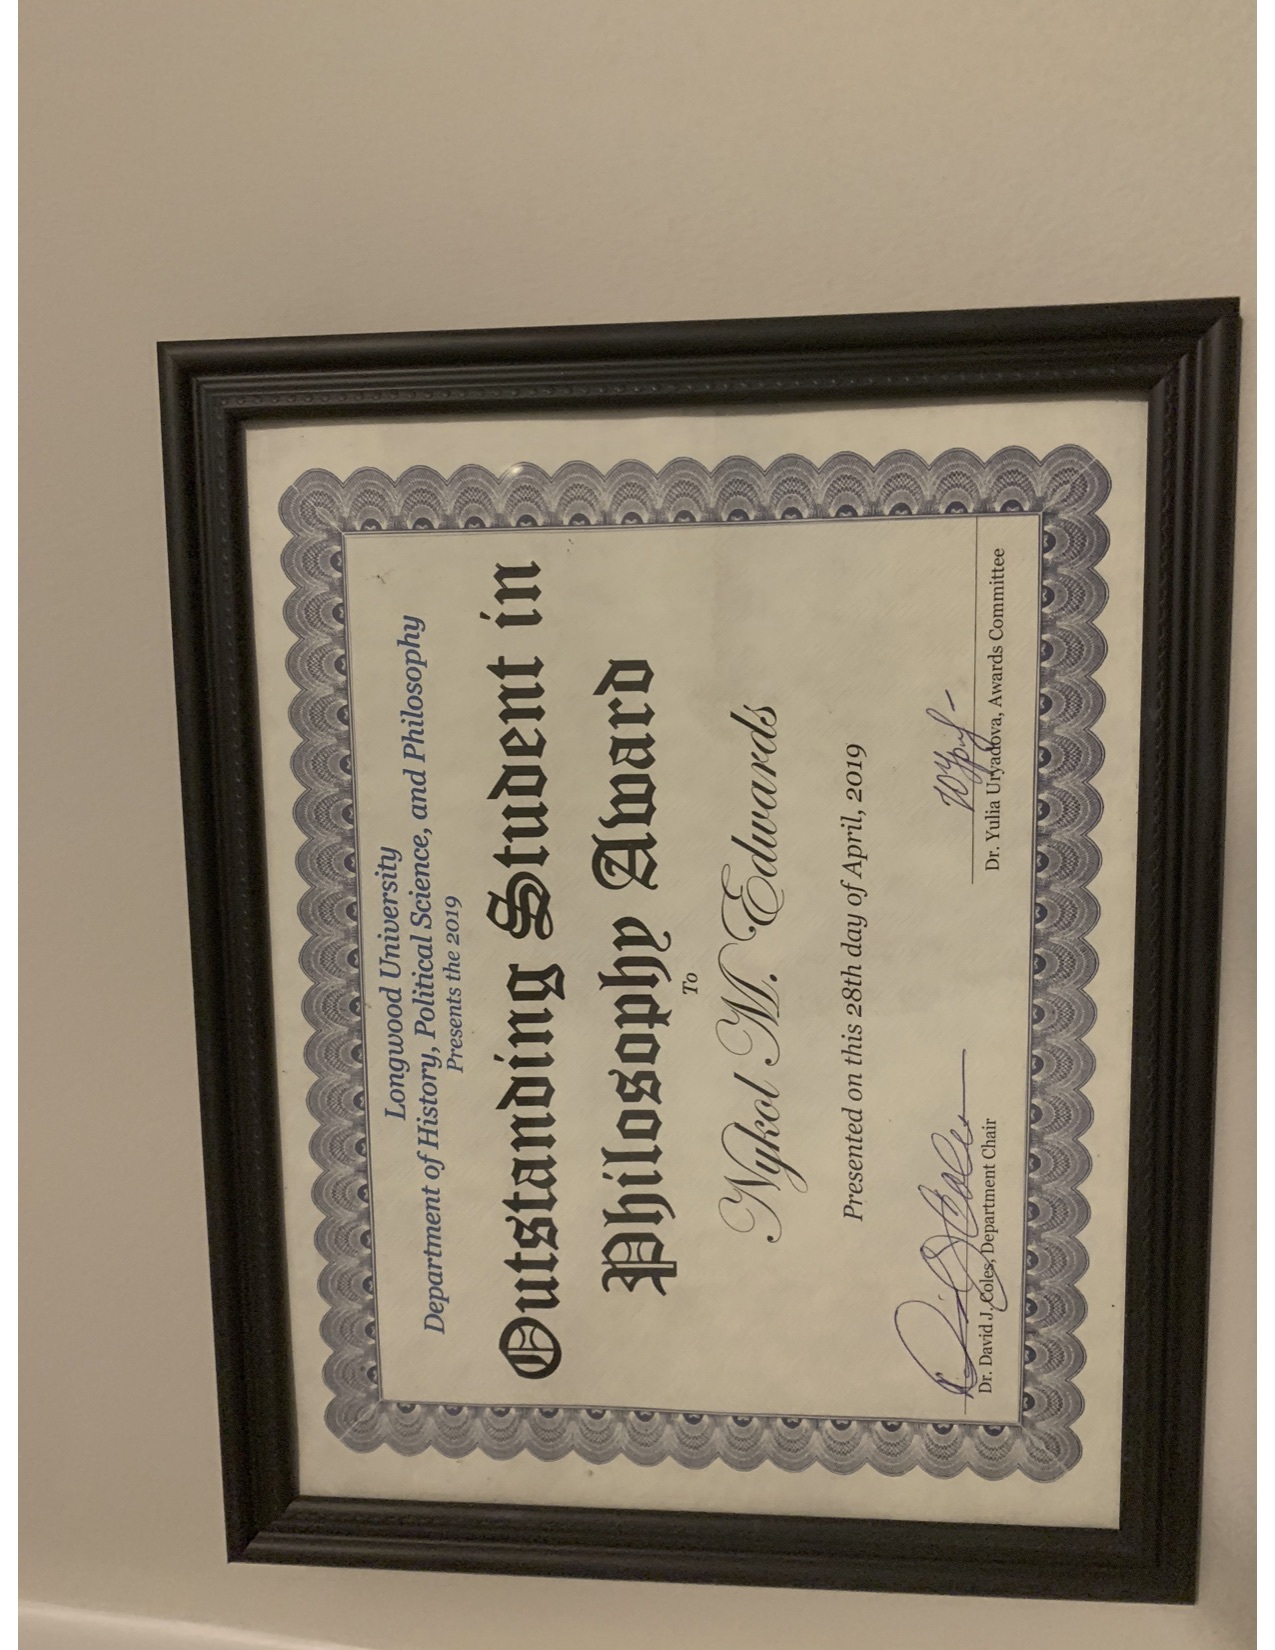 Longwood University
Department of History, Political Science, and Philosophy
Presents the 2019
Outstanding Student in
Philosophy Award
To
Nykol M. Edwards
Presented on this 28th day of April, 2019
Dr. David J. Coles, Department Chair
Dr. Yulia Uryadova, Awards Committee